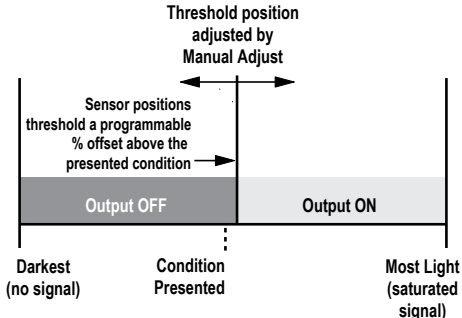 Threshold position
adjusted by
Manual Adjust
Sensor positions
threshold a programmable
% offset above the
presented condition
Output OFF
Output ON
Darkest
(no signal)
Condition
Presented
Most Light
(saturated
signal)